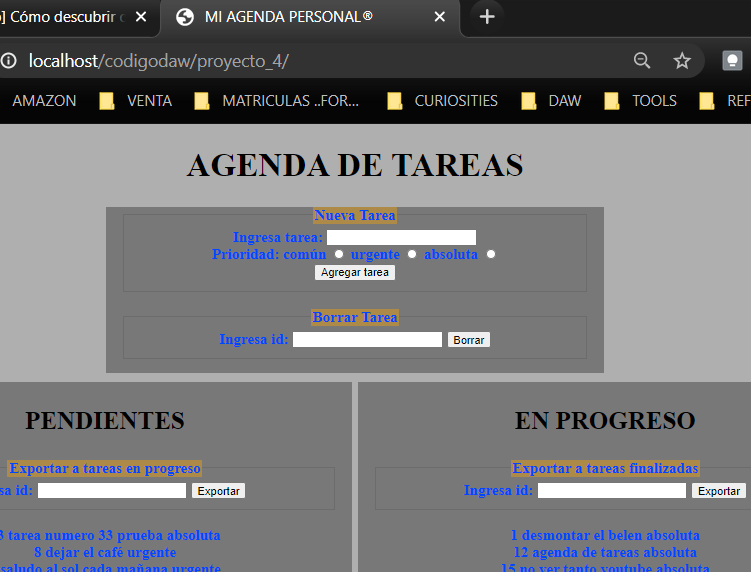 ] Cómo descubrir
MI AGENDA PERSONAL®
localhost/codigodaw/proyecto_4/
AMAZON VENTA MATRICULAS ..FOR... CURIOSITIES DAW TOOLS REF
AGENDA DE TAREAS
Nueva Tarea
Ingresa tarea:
Prioridad: común urgente absoluta
Agregar tarea
Borrar Tarea
Ingresa id: Borrar
PENDIENTES
Exportar a tareas en progreso
sa id: Exportar
3 tarea numero 33 prueba absoluta
8 dejar el café urgente
saludo al sol cada mañana urgente
EN PROGRESO
Exportar a tareas finalizadas
Ingresa id: Exportar
1 desmontar el belen absoluta
12 agenda de tareas absoluta
15 no ver tanto youtube absoluta